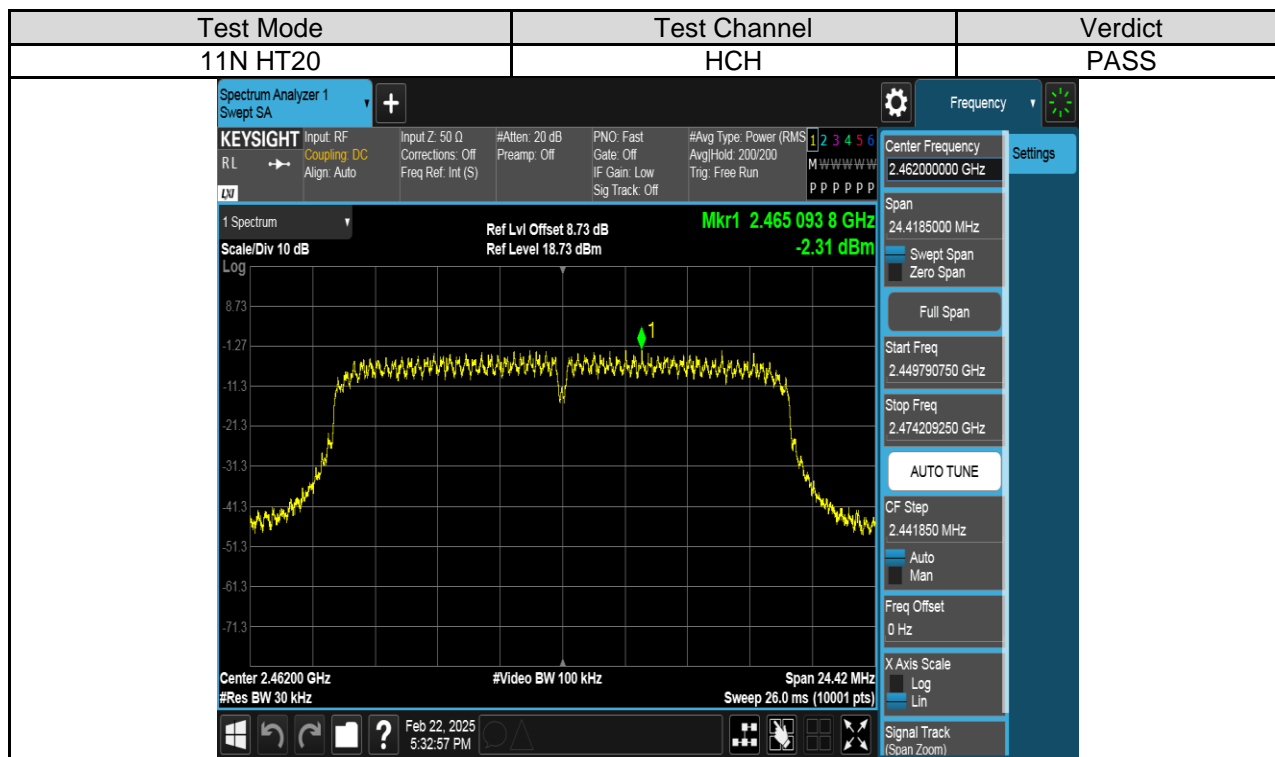 Test Mode Test Channel Verdict
11N HT20 HCH PASS
Spectrum Analyzer 1
Swept SA
+
Frequency
KEYSIGHT Input: RF Input Z: 50 Ω #Atten: 20 dB PNO: Fast #Avg Type: Power (RMS 1 2 3 4 5 6
RL Coupling: DC Corrections: Off Preamp: Off Gate: Off Avg|Hold: 200/200 M W W W W W
Align: Auto Freq Ref: Int (S) IF Gain: Low Trig: Free Run
LXI Sig Track: Off P P P P P P
Center Frequency
2.462000000 GHz
Settings
1 Spectrum
Ref Lvl Offset 8.73 dB
Mkr1 2.465 093 8 GHz
Scale/Div 10 dB
Ref Level 18.73 dBm
-2.31 dBm
Log
8.73
-1.27
-11.3
-21.3
-31.3
-41.3
-51.3
-61.3
-71.3
1
Span
24.4185000 MHz
Swept Span
Zero Span
Full Span
Start Freq
2.449790750 GHz
Stop Freq
2.474209250 GHz
AUTO TUNE
CF Step
2.441850 MHz
Auto
Man
Freq Offset
0 Hz
X Axis Scale
Log
Lin
Signal Track
(Span Zoom)
Center 2.46200 GHz #Video BW 100 kHz Span 24.42 MHz
#Res BW 30 kHz Sweep 26.0 ms (10001 pts)
?
Feb 22, 2025
5:32:57 PM